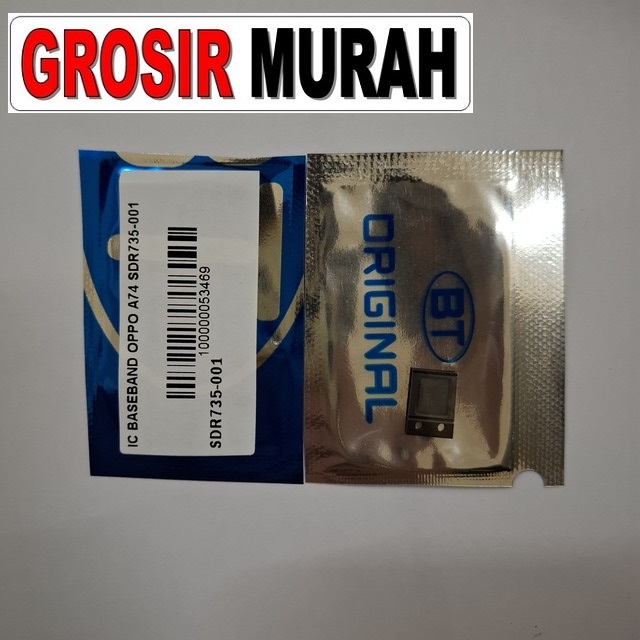 GROSIR MURAH
IC BASEBAND OPPO A74 SDR735-001
100000053469
SDR735-001
BT
ORIGINAL